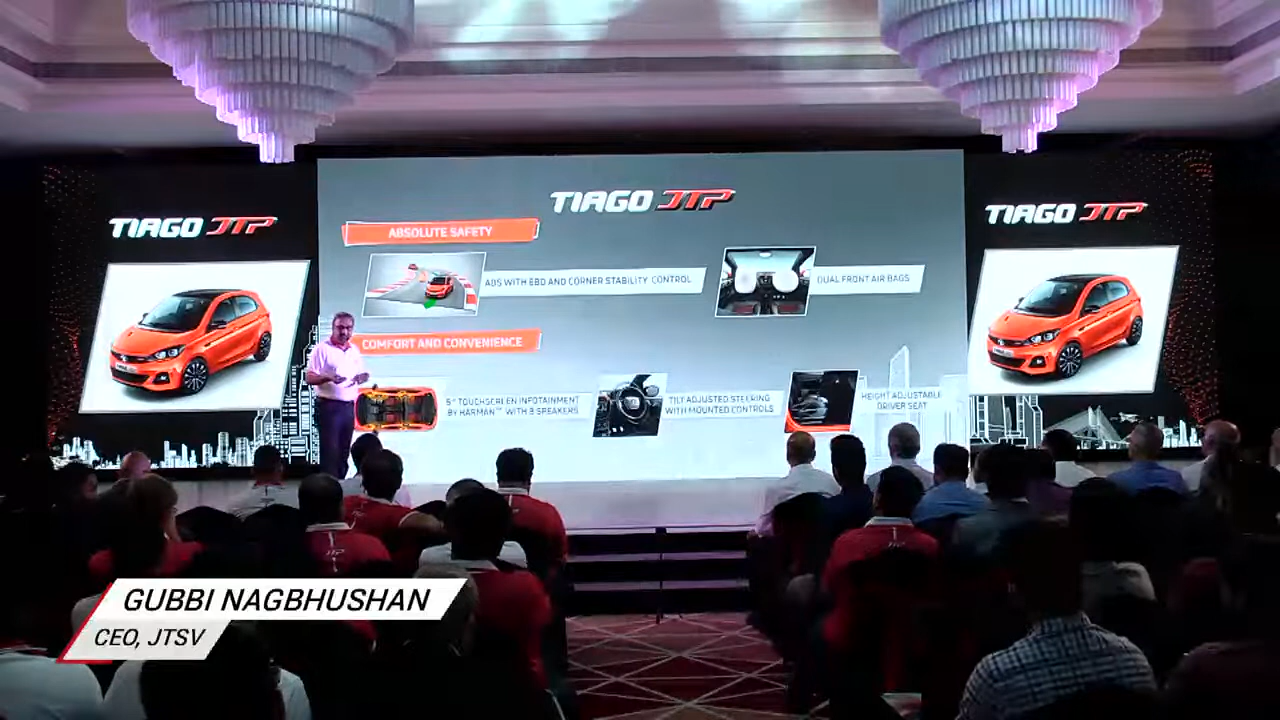 TIAGO JTP
TIAGO JTP
TIAGO JTP
ABSOLUTE SAFETY
ABS WITH EBD AND CORNER STABILITY CONTROL
DUAL FRONT AIR BAGS
COMFORT AND CONVENIENCE
5" TOUCHSCREEN INFOTAINMENT
BY HARMAN™ WITH 8 SPEAKERS
TILT ADJUSTED STEERING
WITH MOUNTED CONTROLS
HEIGHT ADJUSTABLE
DRIVER SEAT
JTP
GUBBI NAGBHUSHAN
CEO, JTSV